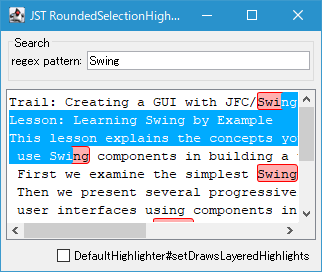 JST RoundedSelectionHigh...
Search
regex pattern: Swing
Trail: Creating a GUI with JFC/Swing
Lesson: Learning Swing by Example
This lesson explains the concepts yo
use Swing components in building a
First we examine the simplest Swing
Then we present several progressive
user interfaces using components in
DefaultHighlighter#setDrawsLayeredHighlights